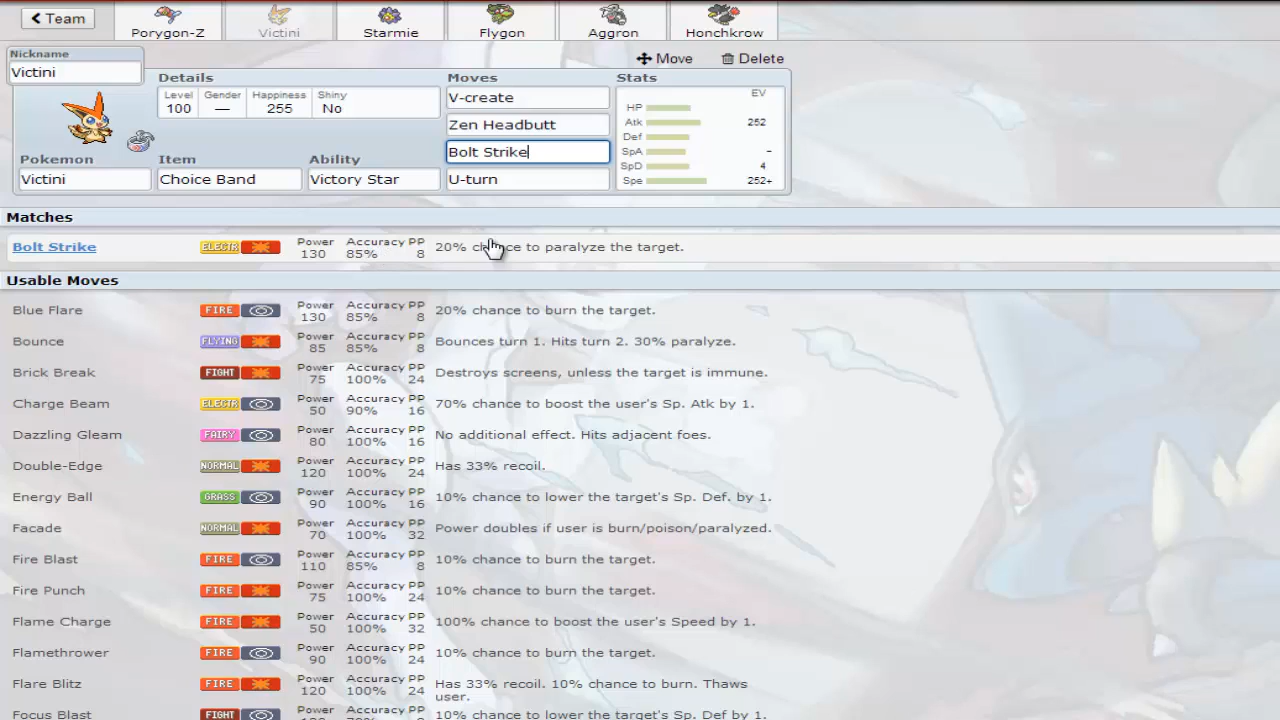 Team
Porygon-Z Victini Starmie Flygon Aggron Honchkrow
Nickname
Victini
Move Delete
Details Moves Stats
Level Gender Happiness Shiny
100 — 255 No
V-create
Zen Headbutt
Bolt Strike
U-turn
EV
HP
Atk 252
Def
SpA -
SpD 4
Spe 252+
Pokemon Item Ability
Victini Choice Band Victory Star
Matches
Bolt Strike ELECTR Power 130 Accuracy 85% PP 8 20% chance to paralyze the target.
Usable Moves
Blue Flare FIRE Power 130 Accuracy 85% PP 8 20% chance to burn the target.
Bounce FLYING Power 85 Accuracy 85% PP 8 Bounces turn 1. Hits turn 2. 30% paralyze.
Brick Break FIGHT Power 75 Accuracy 100% PP 24 Destroys screens, unless the target is immune.
Charge Beam ELECTR Power 50 Accuracy 90% PP 16 70% chance to boost the user's Sp. Atk by 1.
Dazzling Gleam FAIRY Power 80 Accuracy 100% PP 16 No additional effect. Hits adjacent foes.
Double-Edge NORMAL Power 120 Accuracy 100% PP 24 Has 33% recoil.
Energy Ball GRASS Power 90 Accuracy 100% PP 16 10% chance to lower the target's Sp. Def. by 1.
Facade NORMAL Power 70 Accuracy 100% PP 32 Power doubles if user is burn/poison/paralyzed.
Fire Blast FIRE Power 110 Accuracy 85% PP 8 10% chance to burn the target.
Fire Punch FIRE Power 75 Accuracy 100% PP 24 10% chance to burn the target.
Flame Charge FIRE Power 50 Accuracy 100% PP 32 100% chance to boost the user's Speed by 1.
Flamethrower FIRE Power 90 Accuracy 100% PP 24 10% chance to burn the target.
Flare Blitz FIRE Power 120 Accuracy 100% PP 24 Has 33% recoil. 10% chance to burn. Thaws
user.
Focus Blast FIGHT Power Accuracy PP 10% chance to lower the target's Sp. Def by 1.